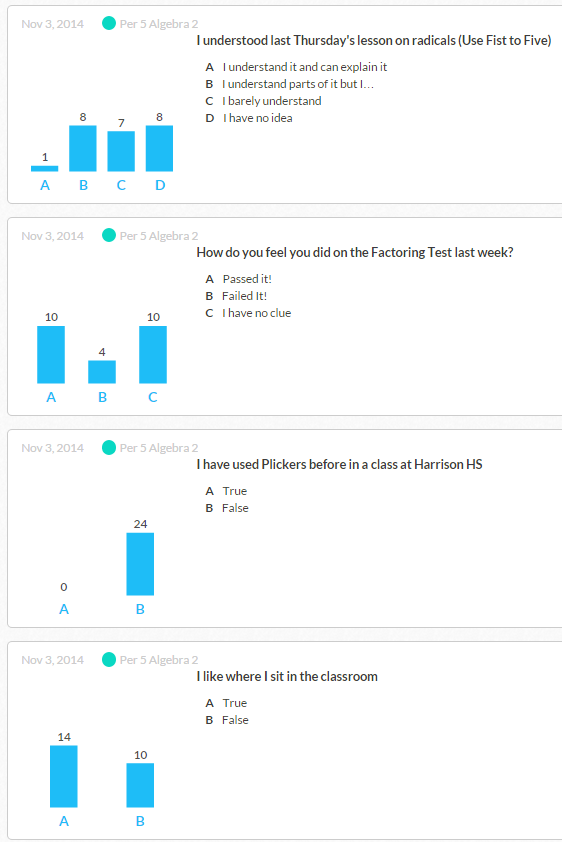 Nov 3, 2014 Per 5 Algebra 2
I understood last Thursday's lesson on radicals (Use Fist to Five)
A I understand it and can explain it
B I understand parts of it but I...
C I barely understand
D I have no idea
1 8 7 8
A B C D
Nov 3, 2014 Per 5 Algebra 2
How do you feel you did on the Factoring Test last week?
A Passed it!
B Failed It!
C I have no clue
10 4 10
A B C
Nov 3, 2014 Per 5 Algebra 2
I have used Plickers before in a class at Harrison HS
A True
B False
0 24
A B
Nov 3, 2014 Per 5 Algebra 2
I like where I sit in the classroom
A True
B False
14 10
A B